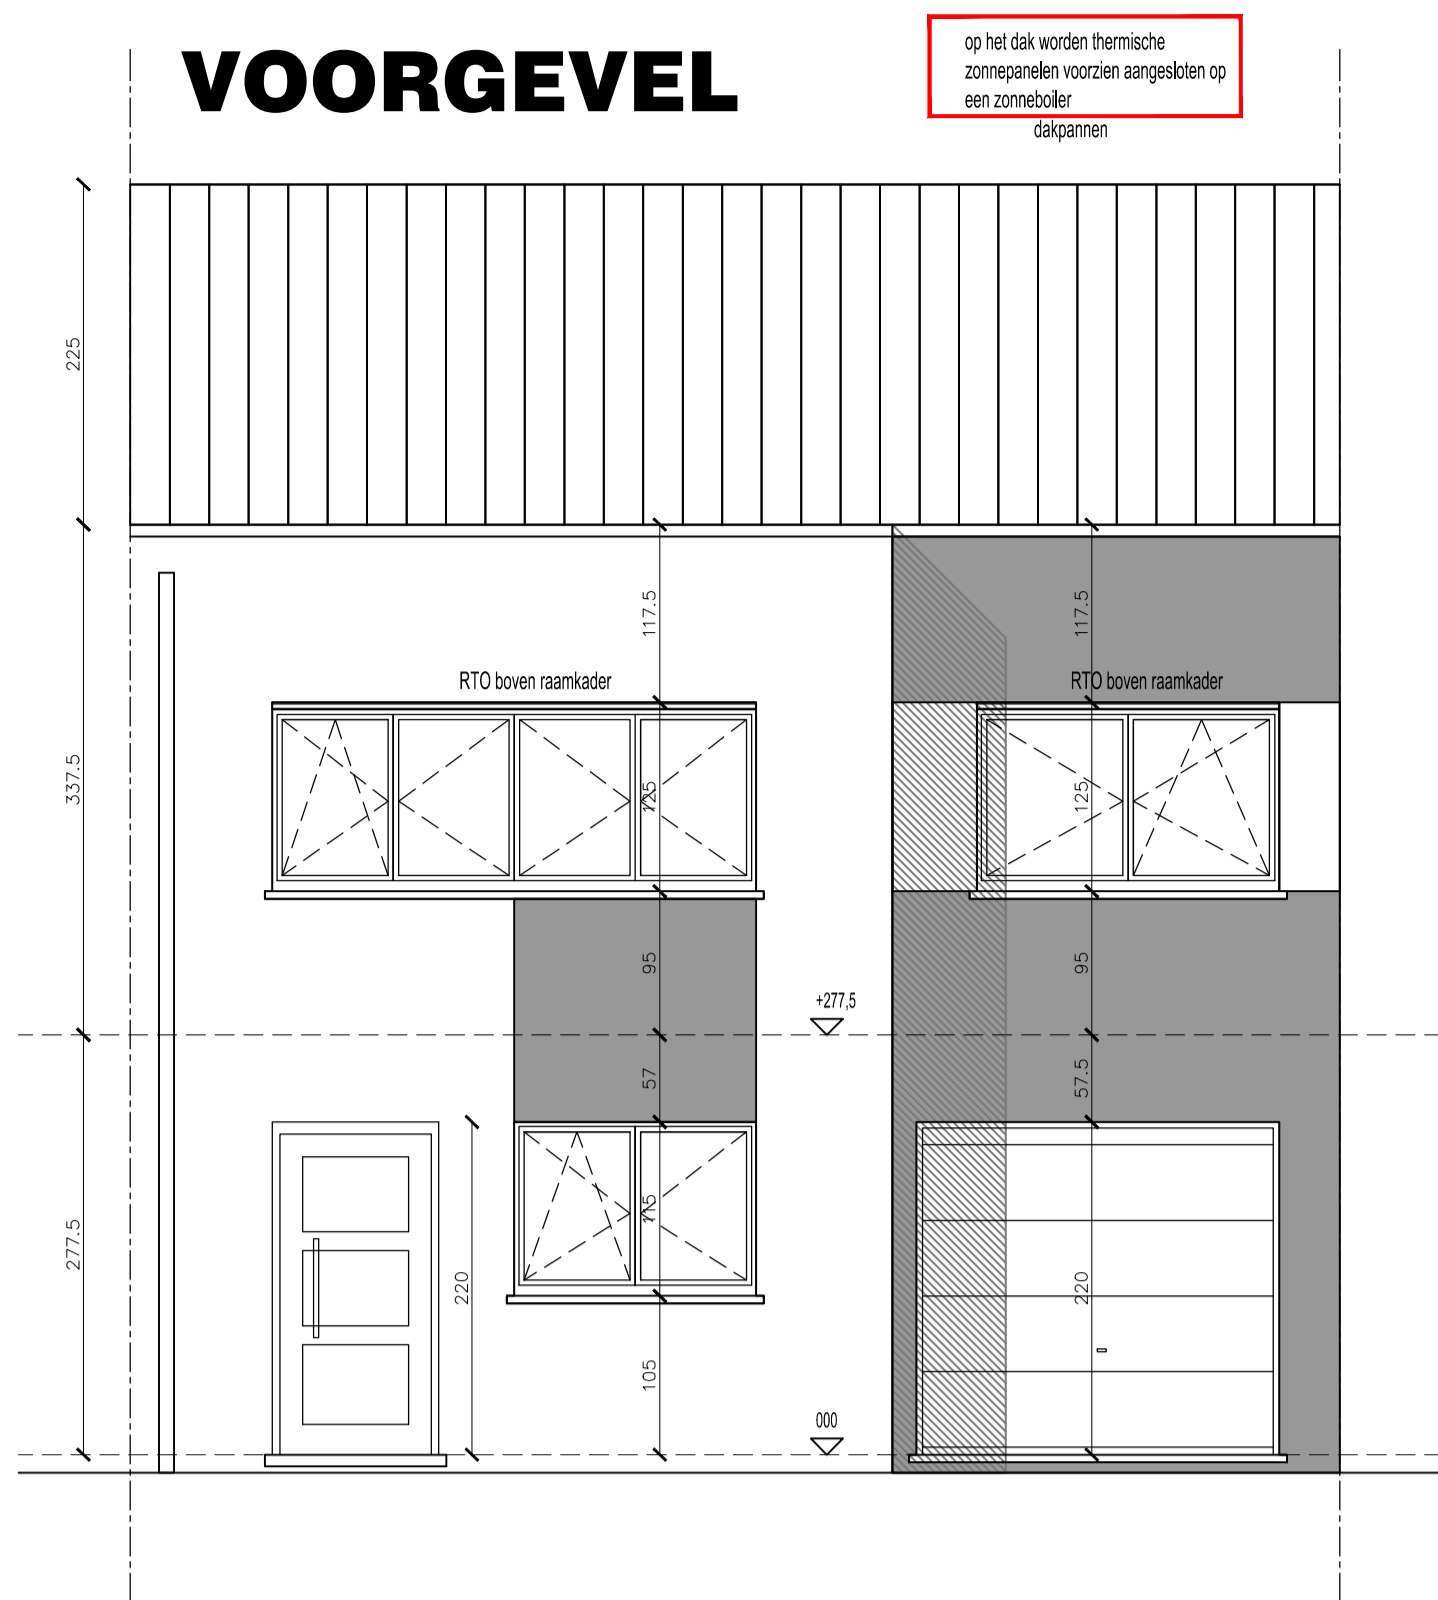 VOORGEVEL
op het dak worden thermische
zonnepanelen voorzien aangesloten op
een zonneboiler
dakpannen
225
117.5
117.5
RTO boven raamkader
RTO boven raamkader
337.5
125
125
95
95
+277,5
57
57.5
115
277.5
220
220
105
000